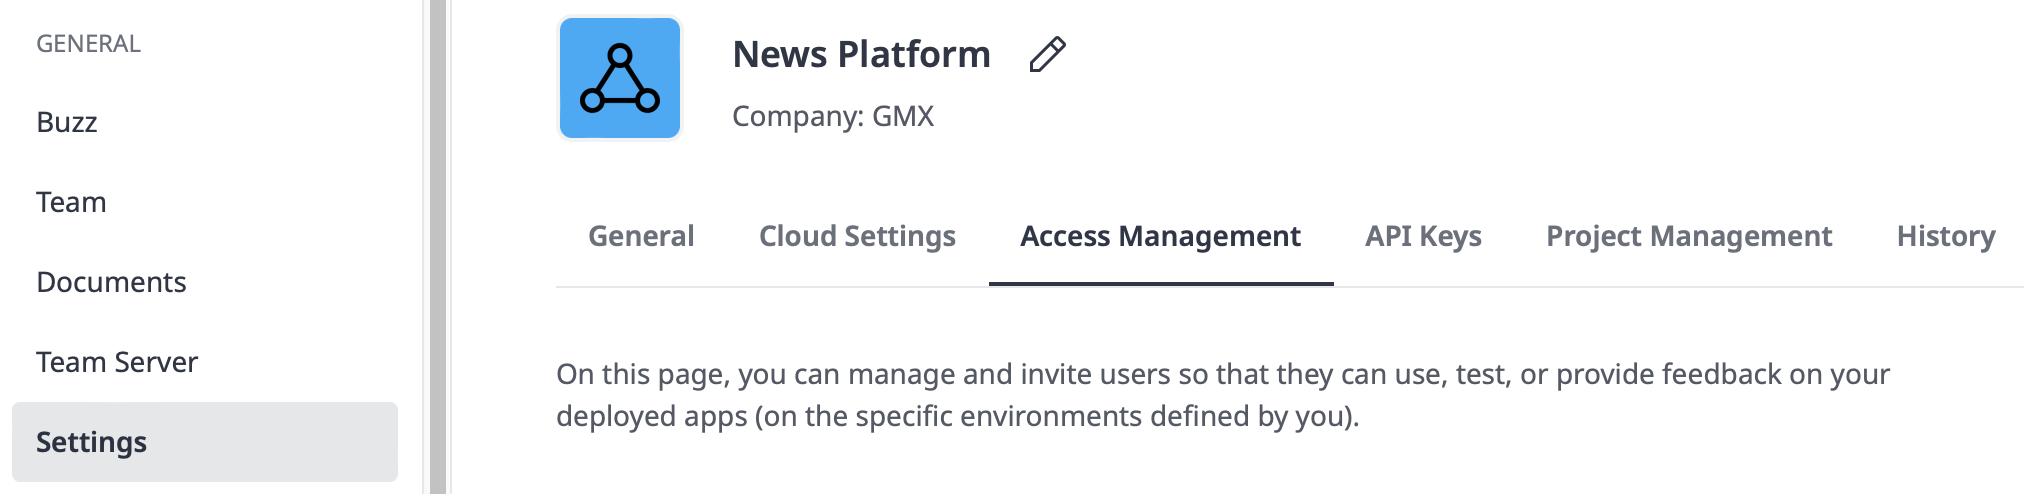 GENERAL
Buzz
Team
Documents
Team Server
Settings
News Platform
Company: GMX
General
Cloud Settings
Access Management
API Keys
Project Management
History
On this page, you can manage and invite users so that they can use, test, or provide feedback on your
deployed apps (on the specific environments defined by you).